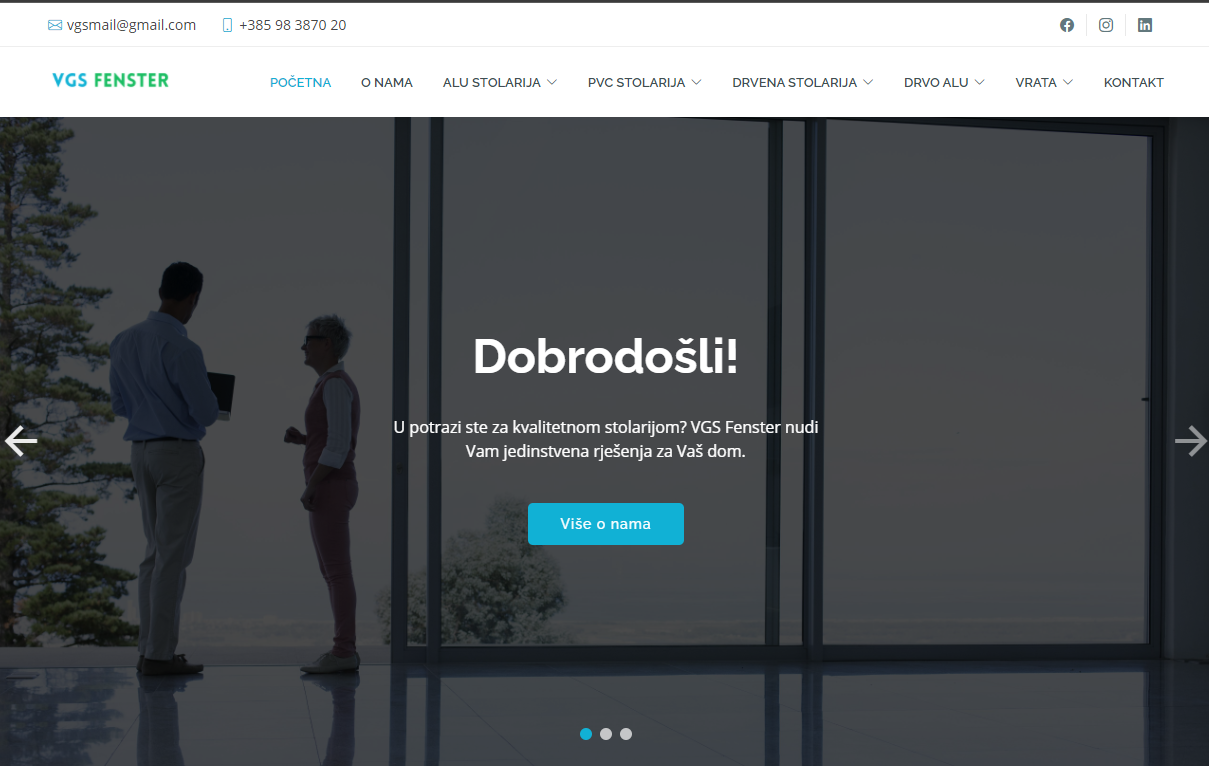 vgsmail@gmail.com +385 98 3870 20
VGS FENSTER POČETNA O NAMA ALU STOLARIJA PVC STOLARIJA DRVENA STOLARIJA DRVO ALU VRATA KONTAKT
Dobrodošli!
U potrazi ste za kvalitetnom stolarijom? VGS Fenster nudi
Vam jedinstvena rješenja za Vaš dom.
Više o nama